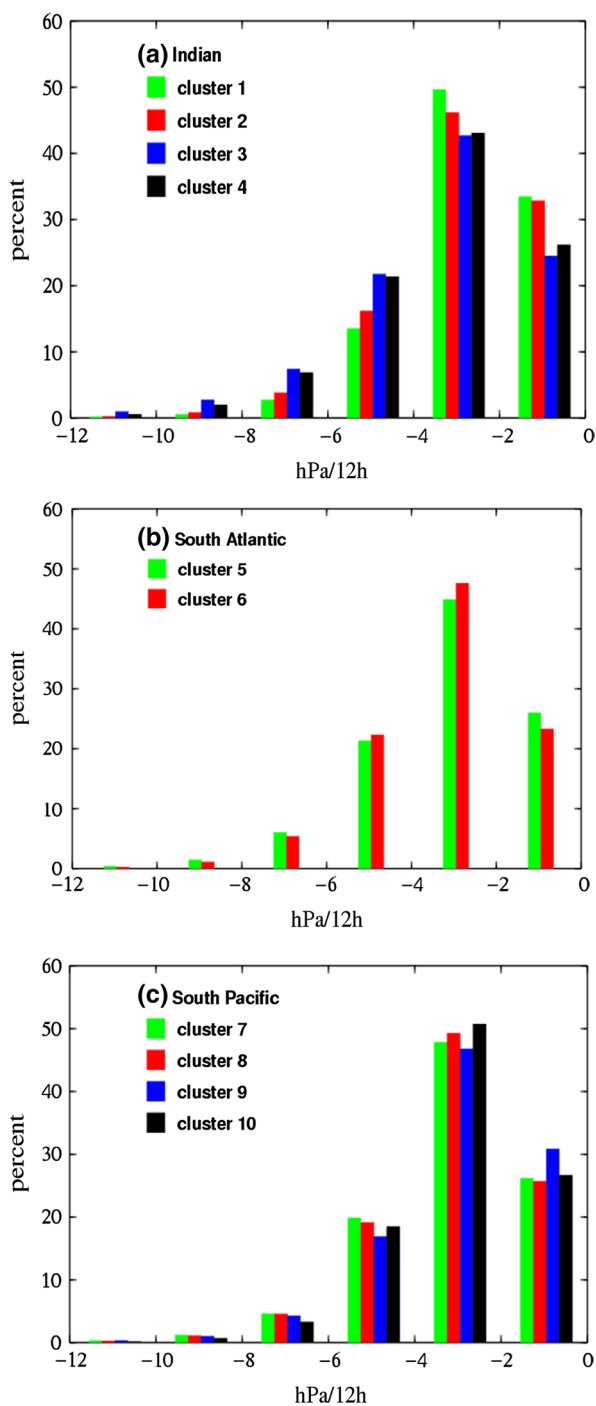 60
(a) Indian
50
cluster 1
cluster 2
40
cluster 3
cluster 4
30
percent
20
10
0
−12 −10 −8 −6 −4 −2 0
hPa/12h
60
(b) South Atlantic
50
cluster 5
cluster 6
40
30
percent
20
10
0
−12 −10 −8 −6 −4 −2 0
hPa/12h
60
(c) South Pacific
50
cluster 7
cluster 8
40
cluster 9
cluster 10
30
percent
20
10
0
−12 −10 −8 −6 −4 −2 0
hPa/12h